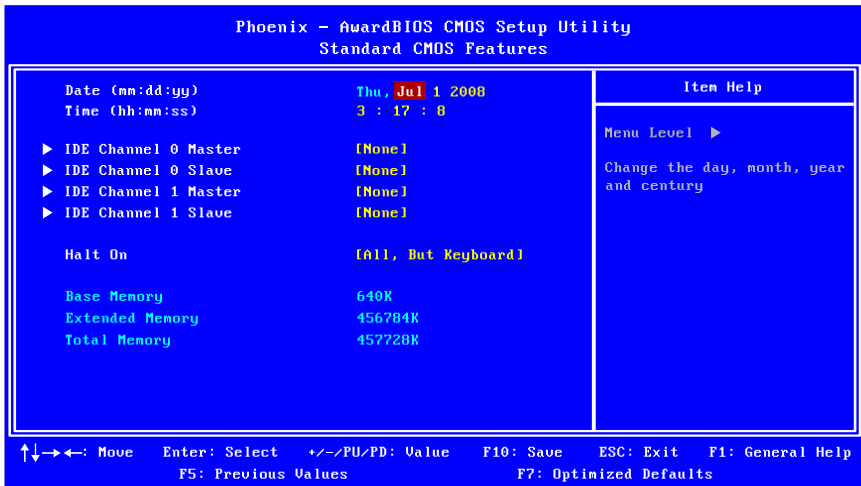 Phoenix – AwardBIOS CMOS Setup Utility
Standard CMOS Features
Date (mm:dd:yy) Thu, Jul 1 2008
Time (hh:mm:ss) 3 : 17 : 8
IDE Channel 0 Master [None]
IDE Channel 0 Slave [None]
IDE Channel 1 Master [None]
IDE Channel 1 Slave [None]
Halt On [All, But Keyboard]
Base Memory 640K
Extended Memory 456784K
Total Memory 457728K
Item Help
Menu Level ▶
Change the day, month, year
and century
↑↓→←: Move Enter: Select +/-/PU/PD: Value F10: Save ESC: Exit F1: General Help
F5: Previous Values F7: Optimized Defaults